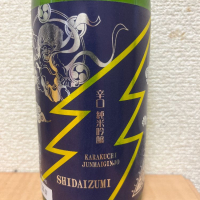 辛口 純米吟醸
KARAKUCHI
JUNMAIGINJO
SHIDAIZUMI